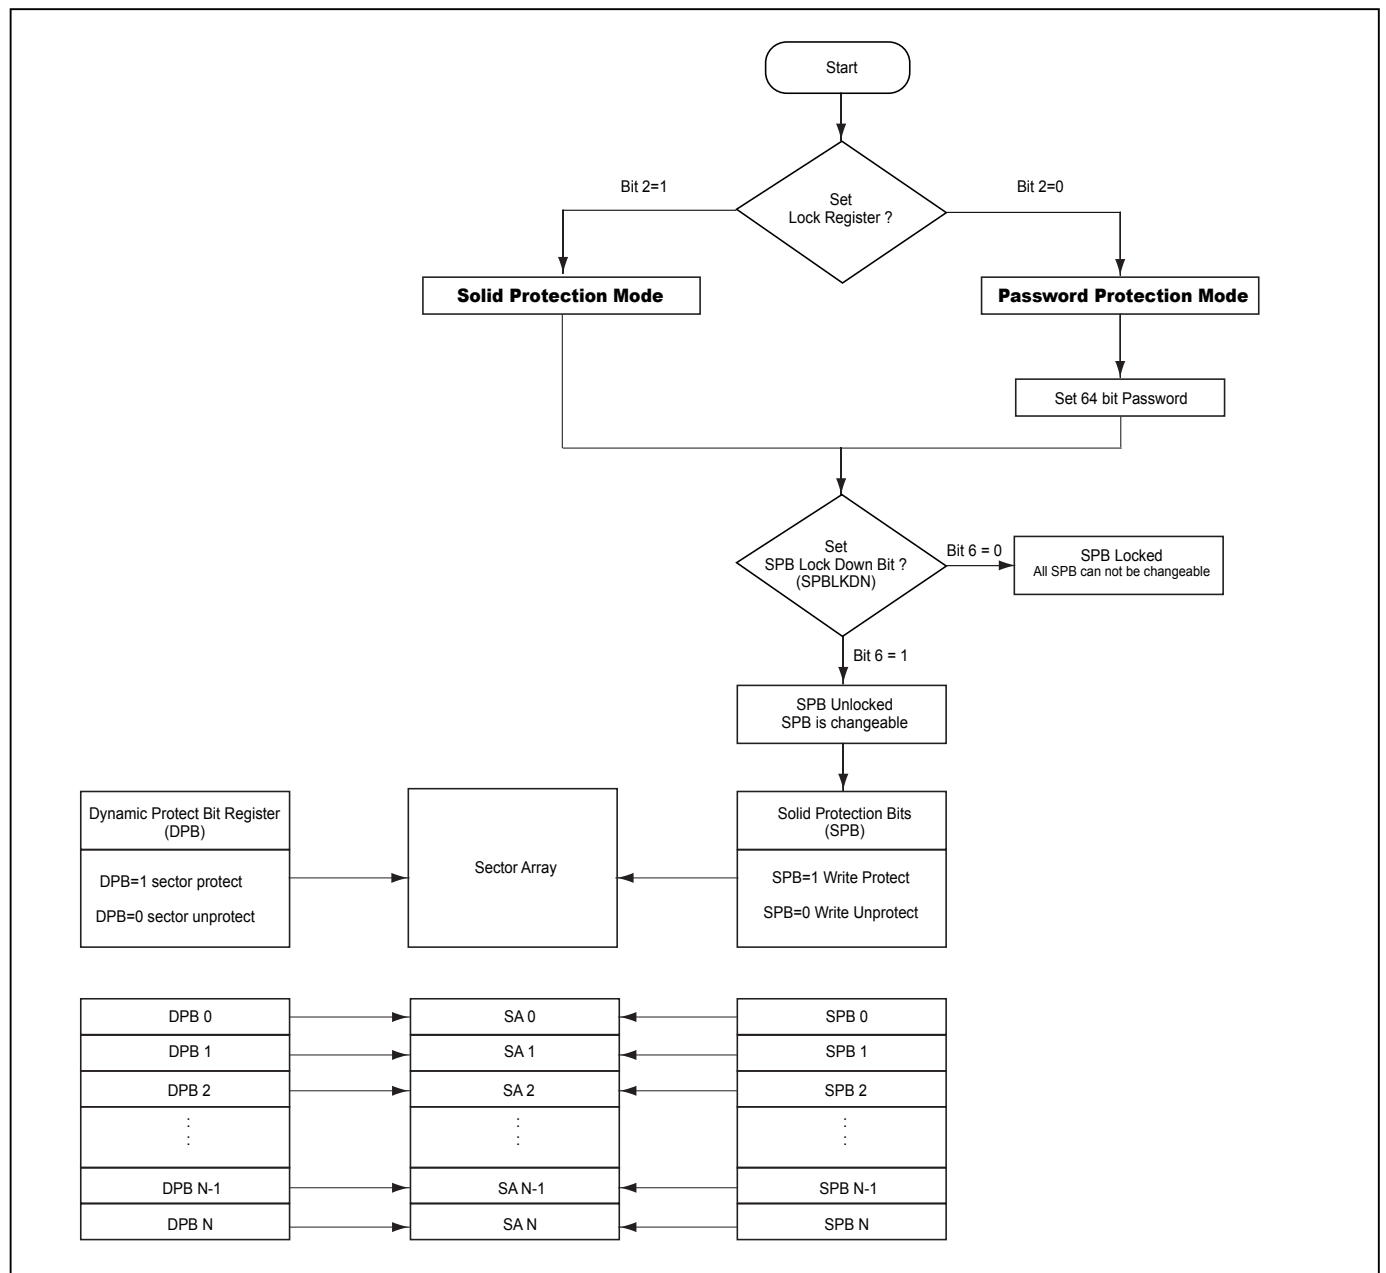 Start
Bit 2=1
Bit 2=0
Set
Lock Register ?
Solid Protection Mode
Password Protection Mode
Set 64 bit Password
Set
SPB Lock Down Bit ?
(SPBLKDN)
Bit 6 = 0
SPB Locked
All SPB can not be changeable
Bit 6 = 1
SPB Unlocked
SPB is changeable
Dynamic Protect Bit Register
(DPB)
DPB=1 sector protect
DPB=0 sector unprotect
Sector Array
Solid Protection Bits
(SPB)
SPB=1 Write Protect
SPB=0 Write Unprotect
DPB 0
SA 0
SPB 0
DPB 1
SA 1
SPB 1
DPB 2
SA 2
SPB 2
DPB N-1
SA N-1
SPB N-1
DPB N
SA N
SPB N